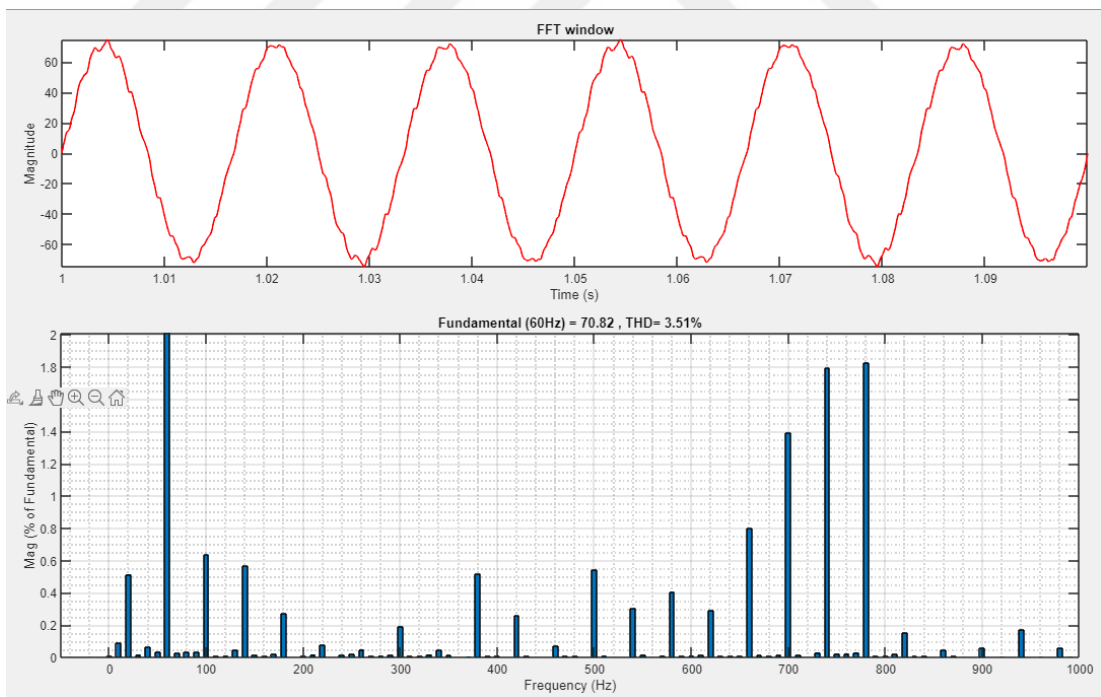 FFT window
Magnitude
60
40
20
0
-20
-40
-60
1 1.01 1.02 1.03 1.04 1.05 1.06 1.07 1.08 1.09
Time (s)
Fundamental (60Hz) = 70.82 , THD= 3.51%
Mag (% of Fundamental)
2
1.8
1.4
1.2
1
0.8
0.6
0.4
0.2
0
0 100 200 300 400 500 600 700 800 900 1000
Frequency (Hz)